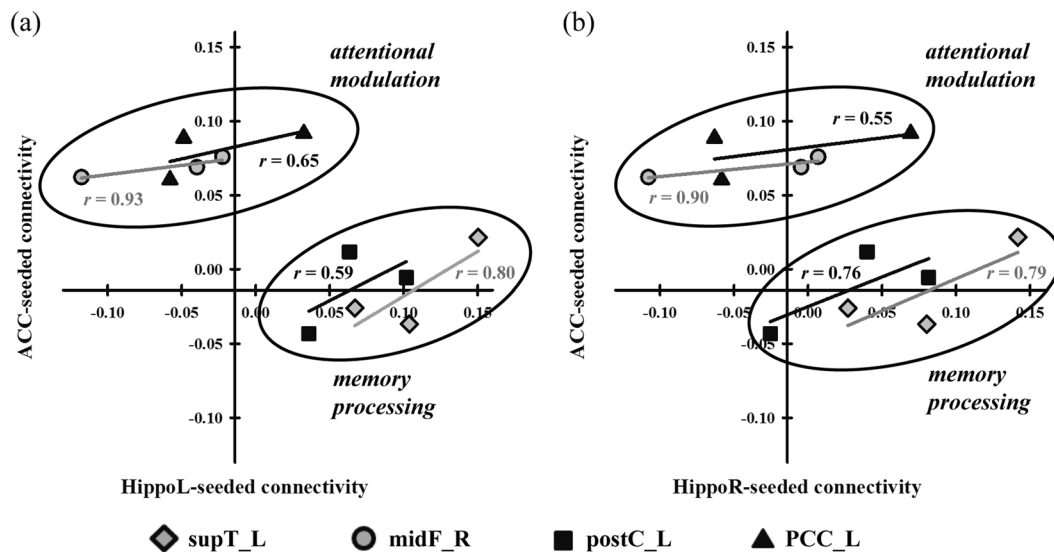 (a)
attentional
modulation
0.15
0.10
0.05
0.00
-0.05
-0.10
ACC-seeded connectivity
r = 0.65
r = 0.93
r = 0.59
r = 0.80
-0.10 -0.05 0.00 0.05 0.10 0.15
memory
processing
HippoL-seeded connectivity
(b)
attentional
modulation
0.15
0.10
0.05
0.00
-0.05
-0.10
ACC-seeded connectivity
r = 0.55
r = 0.90
r = 0.76
r = 0.79
-0.10 -0.05 0.00 0.05 0.10 0.15
memory
processing
HippoR-seeded connectivity
supT_L midF_R postC_L PCC_L